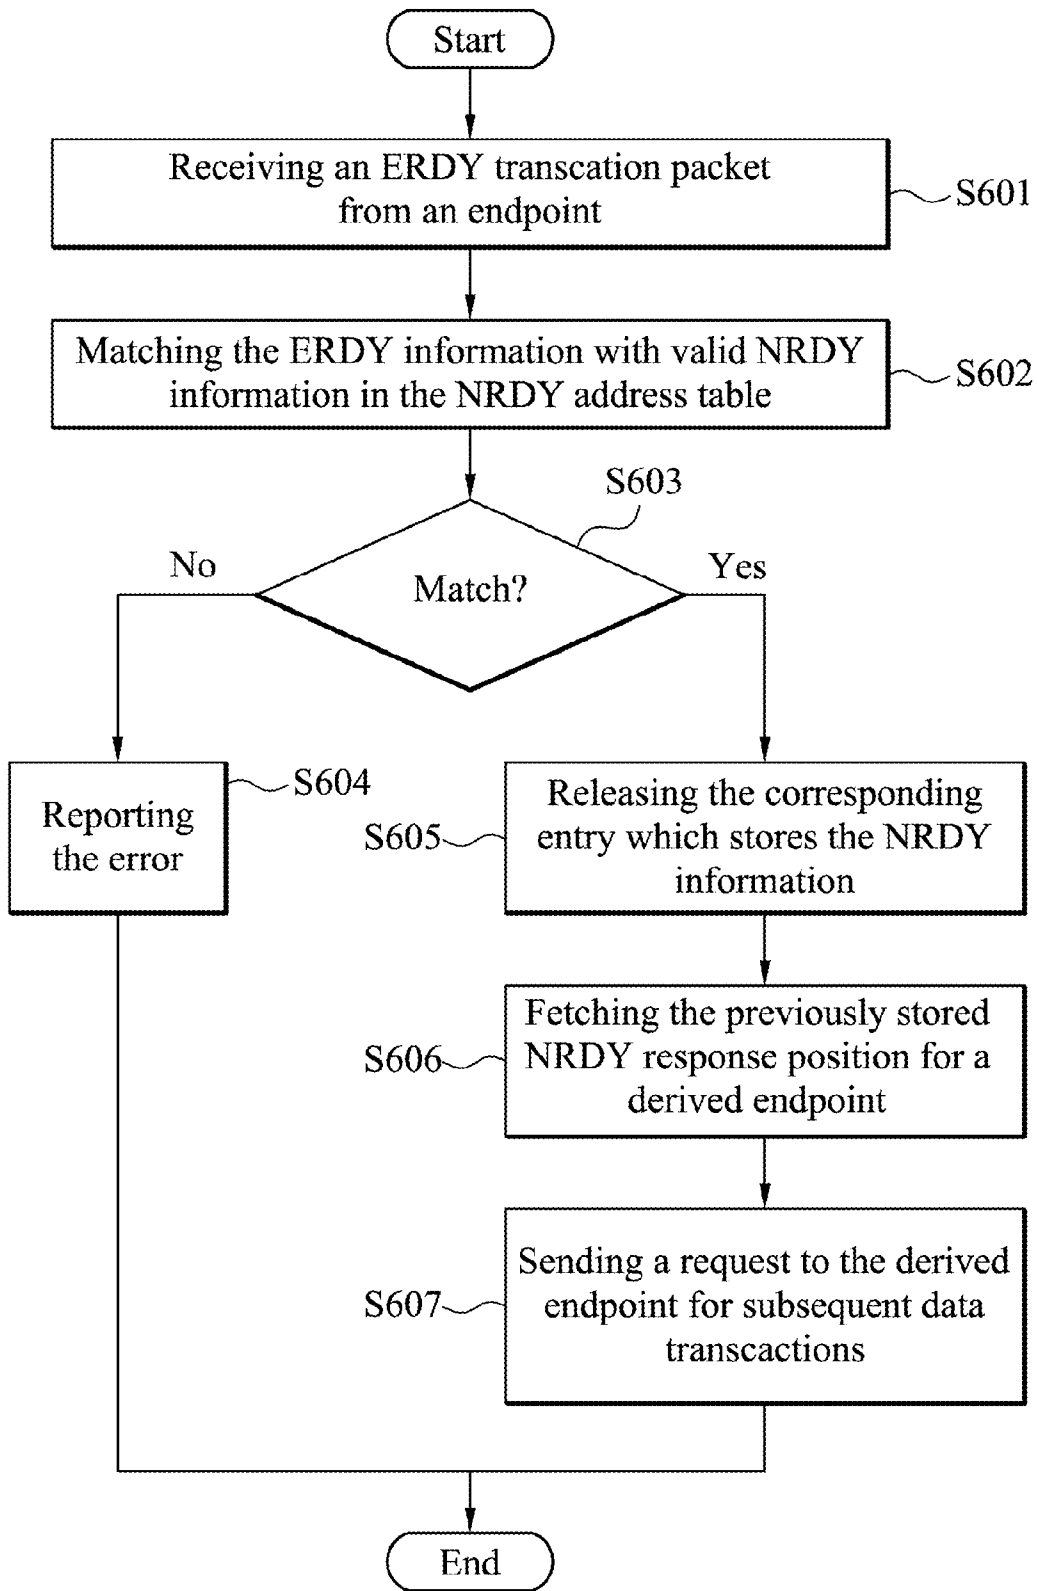 Start
Receiving an ERDY transcation packet
from an endpoint
S601
Matching the ERDY information with valid NRDY
information in the NRDY address table
S602
S603
No
Match?
Yes
Reporting
the error
S604
Releasing the corresponding
entry which stores the NRDY
information
S605
Fetching the previously stored
NRDY response position for a
derived endpoint
S606
Sending a request to the derived
endpoint for subsequent data
transcactions
S607
End